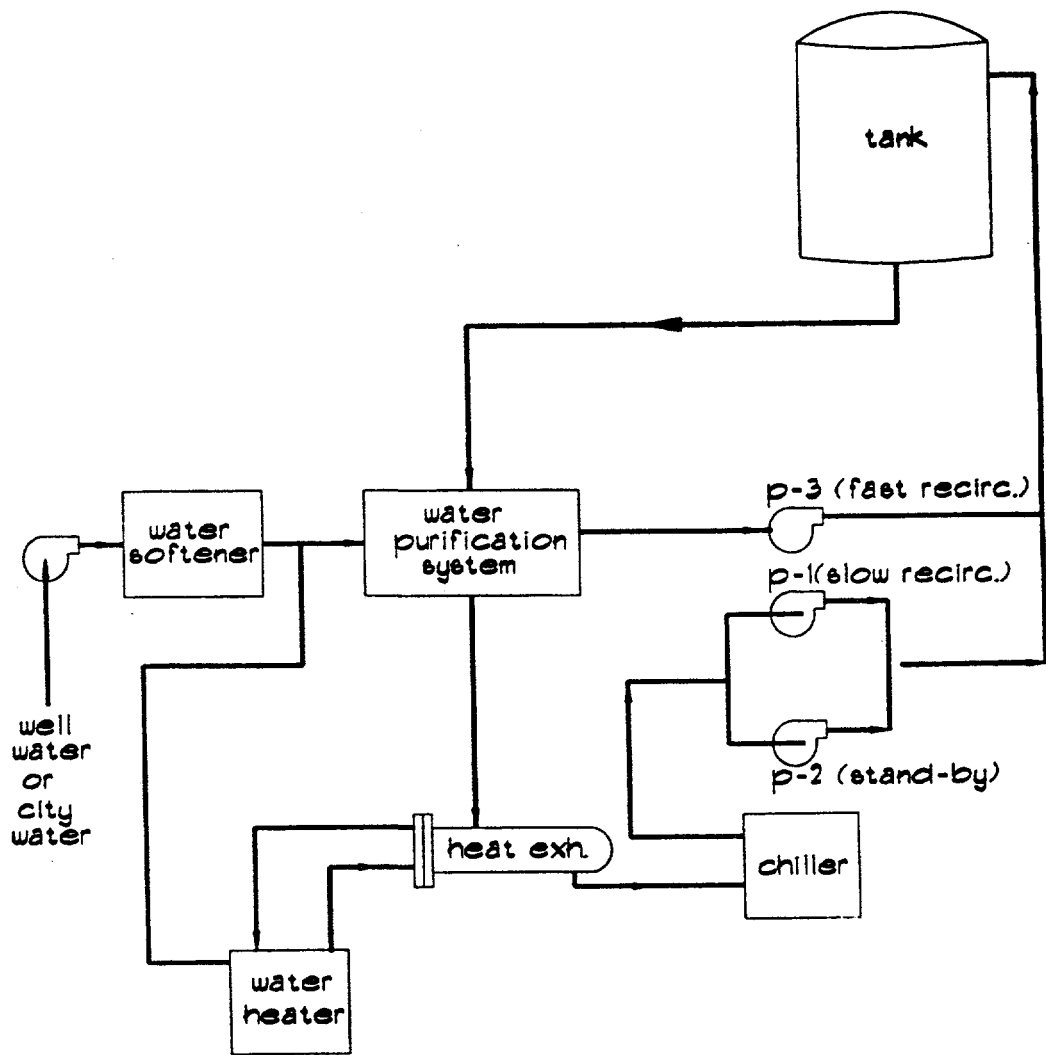 tank
p-3 (fast recirc.)
water
softener
water
purification
system
p-1(slow recirc.)
well
water
or
city
water
p-2 (stand-by)
heat exh.
chiller
water
heater